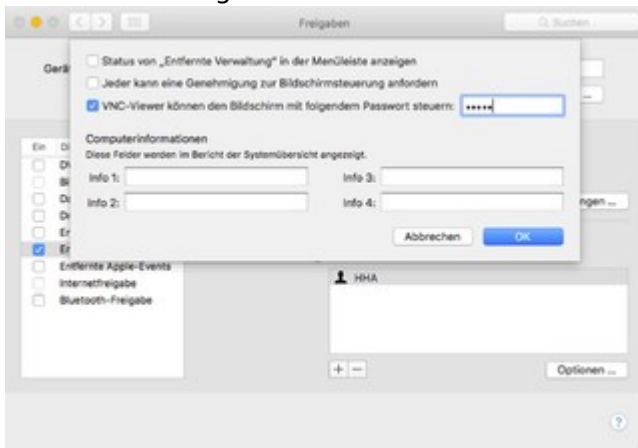 Freigaben
Suchen
Status von „Entfernte Verwaltung“ in der Menüleiste anzeigen
Jeder kann eine Genehmigung zur Bildschirmsteuerung anfordern
VNC-Viewer können den Bildschirm mit folgendem Passwort steuern: •••••
Computerinformationen
Diese Felder werden im Bericht der Systemübersicht angezeigt.
Info 1:
Info 3:
Info 2:
Info 4:
Abbrechen
OK
Ein
Entfernte Apple-Events
Internetfreigabe
Bluetooth-Freigabe
HHA
+ −
Optionen ...
?